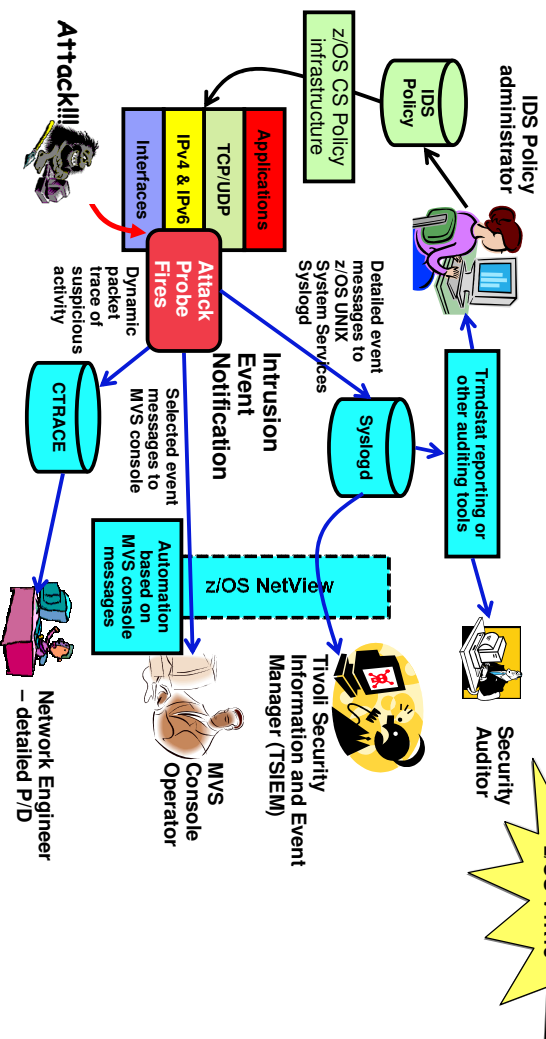 IDS Policy
administrator
IDS
Policy
z/OS CS Policy
infrastructure
Applications
TCP/UDP
IPv4 & IPv6
Interfaces
Attack!!!
Attack
Probe
Fires
Trmdstat reporting or
other auditing tools
Security
Auditor
Detailed event
messages to
z/OS UNIX
System Services
Syslogd
Syslogd
Intrusion
Event
Notification
z/OS NetView
Tivoli Security
Information and Event
Manager (TSIEM)
Selected event
messages to
MVS console
Automation
based on
MVS console
messages
MVS
Console
Operator
Dynamic
packet
trace of
suspicious
activity
CTRACE
Network Engineer
– detailed P/D